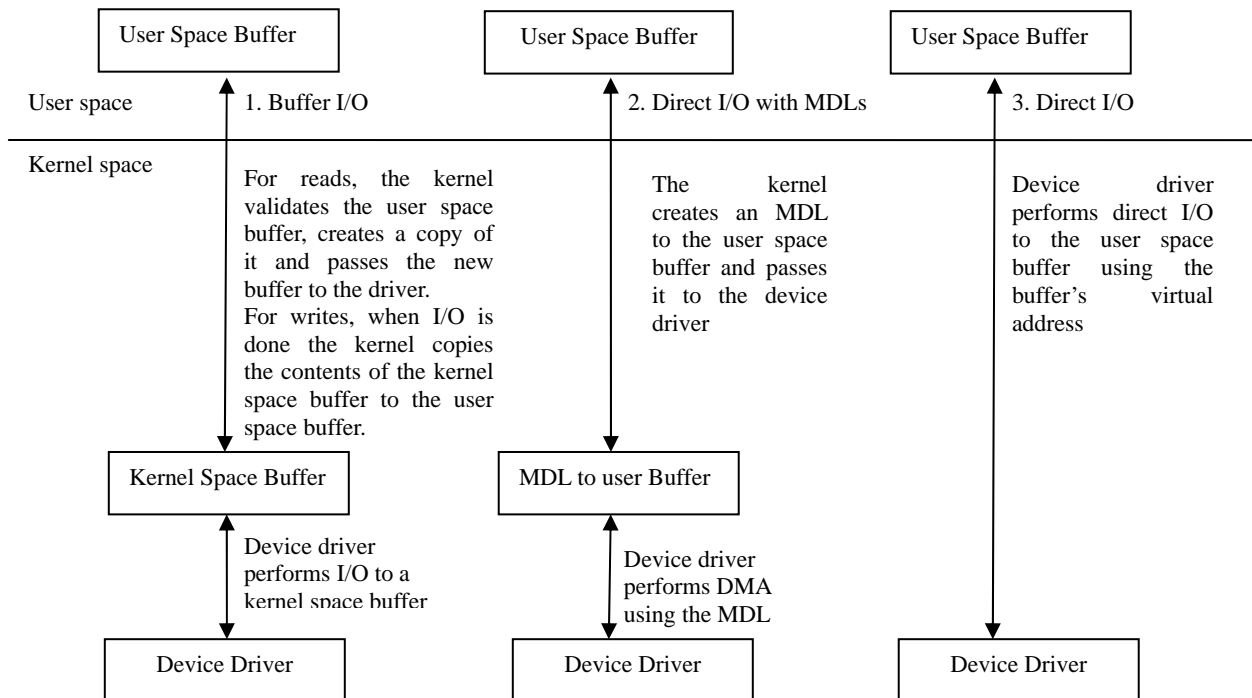 User Space Buffer
User Space Buffer
User Space Buffer
User space
1. Buffer I/O
2. Direct I/O with MDLs
3. Direct I/O
Kernel space
For reads, the kernel
validates the user space
buffer, creates a copy of
it and passes the new
buffer to the driver.
For writes, when I/O is
done the kernel copies
the contents of the kernel
space buffer to the user
space buffer.
The kernel
creates an MDL
to the user space
buffer and passes
it to the device
driver
Device driver
performs direct I/O
to the user space
buffer using the
buffer’s virtual
address
Kernel Space Buffer
MDL to user Buffer
Device driver
performs I/O to a
kernel space buffer
Device driver
performs DMA
using the MDL
Device Driver
Device Driver
Device Driver